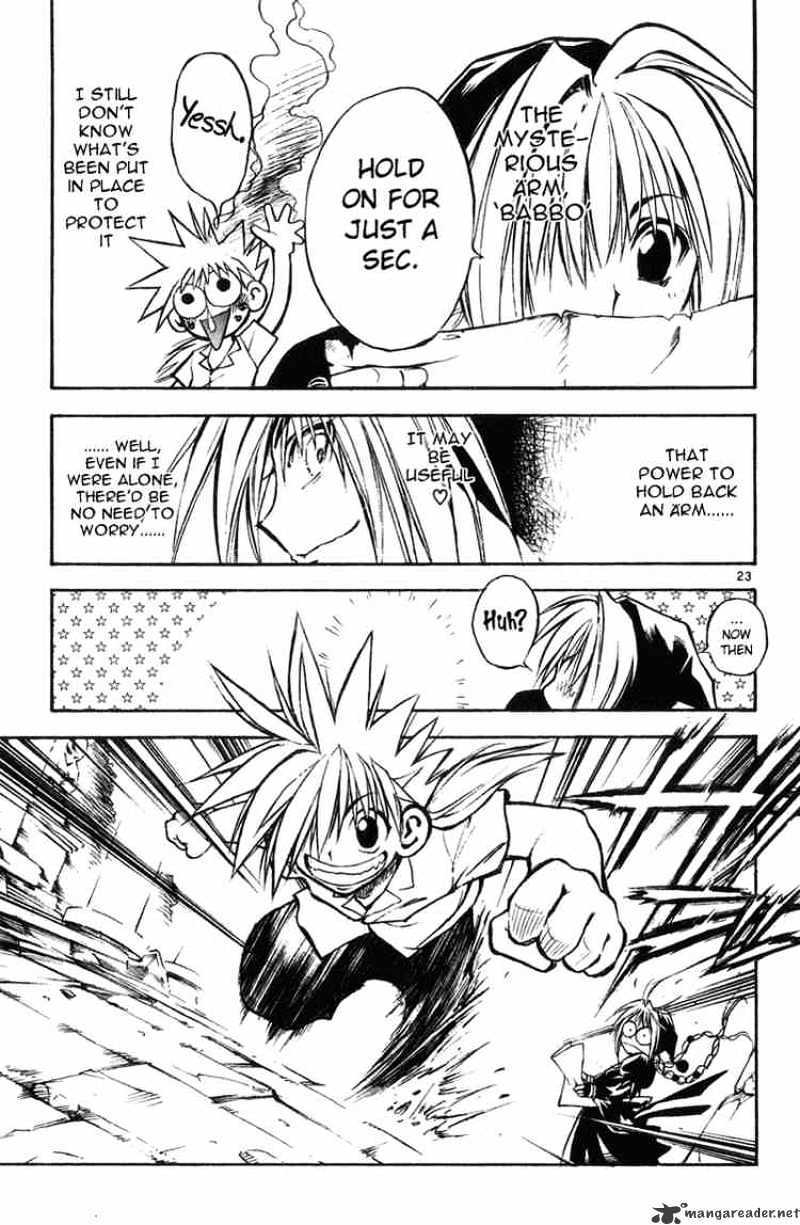 THE
MYSTE-
RIOUS
ÄRM,
'BABBO'
HOLD
ON FOR
JUST A
SEC.
Yessh.
I STILL
DON'T
KNOW
WHAT'S
BEEN PUT
IN PLACE
TO
PROTECT
IT
THAT
POWER TO
HOLD BACK
AN ÄRM......
IT MAY
BE
USEFUL
♡
...... WELL,
EVEN IF I
WERE ALONE,
THERE'D BE
NO NEED TO
WORRY......
23
...
NOW
THEN
Huh?
mangareader.net